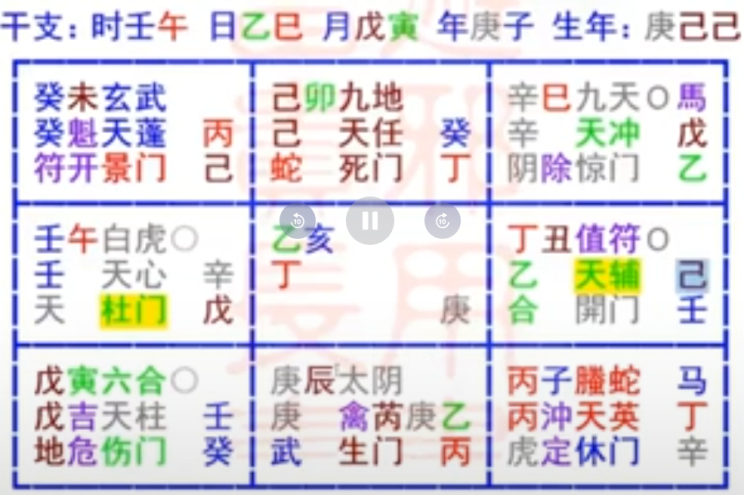 干支：时壬午 日乙巳 月戊寅 年庚子 生年：庚己己
癸未玄武
癸魁天蓬 丙
符开景门 己
己卯九地
己 天任 癸
蛇 死门 丁
辛巳九天O馬
辛 天冲 戊
阴除惊门 乙
壬午白虎○
壬 天心 辛
天 杜门 戊
乙亥
丁
庚
丁丑值符O
乙 天辅 己
合 開门 壬
戊寅六合○
戊吉天柱 壬
地危伤门 癸
庚辰太阴
庚 禽芮庚乙
武 生门 丙
丙子螣蛇 马
丙沖天英 丁
虎定休门 辛
10
10